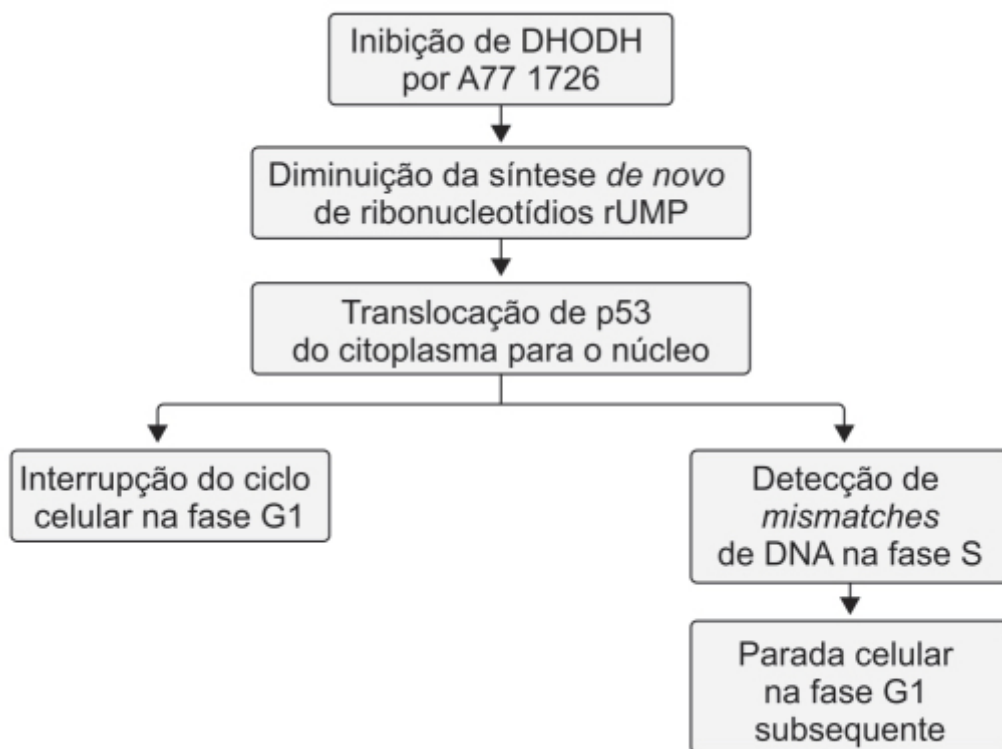 Inibição de DHODH
por A77 1726
Diminuição da síntese de novo
de ribonucleotídios rUMP
Translocação de p53
do citoplasma para o núcleo
Interrupção do ciclo
celular na fase G1
Detecção de
mismatches
de DNA na fase S
Parada celular
na fase G1
subsequente